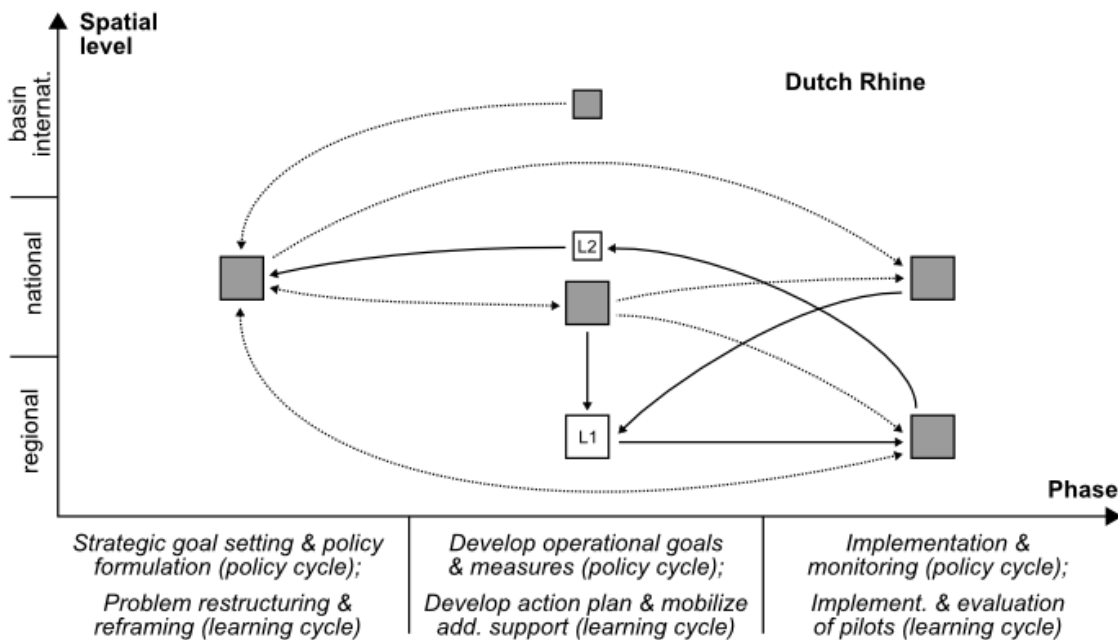 Spatial
level
Dutch Rhine
basin
internat.
national
regional
L2
L1
Phase
Strategic goal setting & policy
formulation (policy cycle);
Problem restructuring &
reframing (learning cycle)
Develop operational goals
& measures (policy cycle);
Develop action plan & mobilize
add. support (learning cycle)
Implementation &
monitoring (policy cycle);
Implement. & evaluation
of pilots (learning cycle)